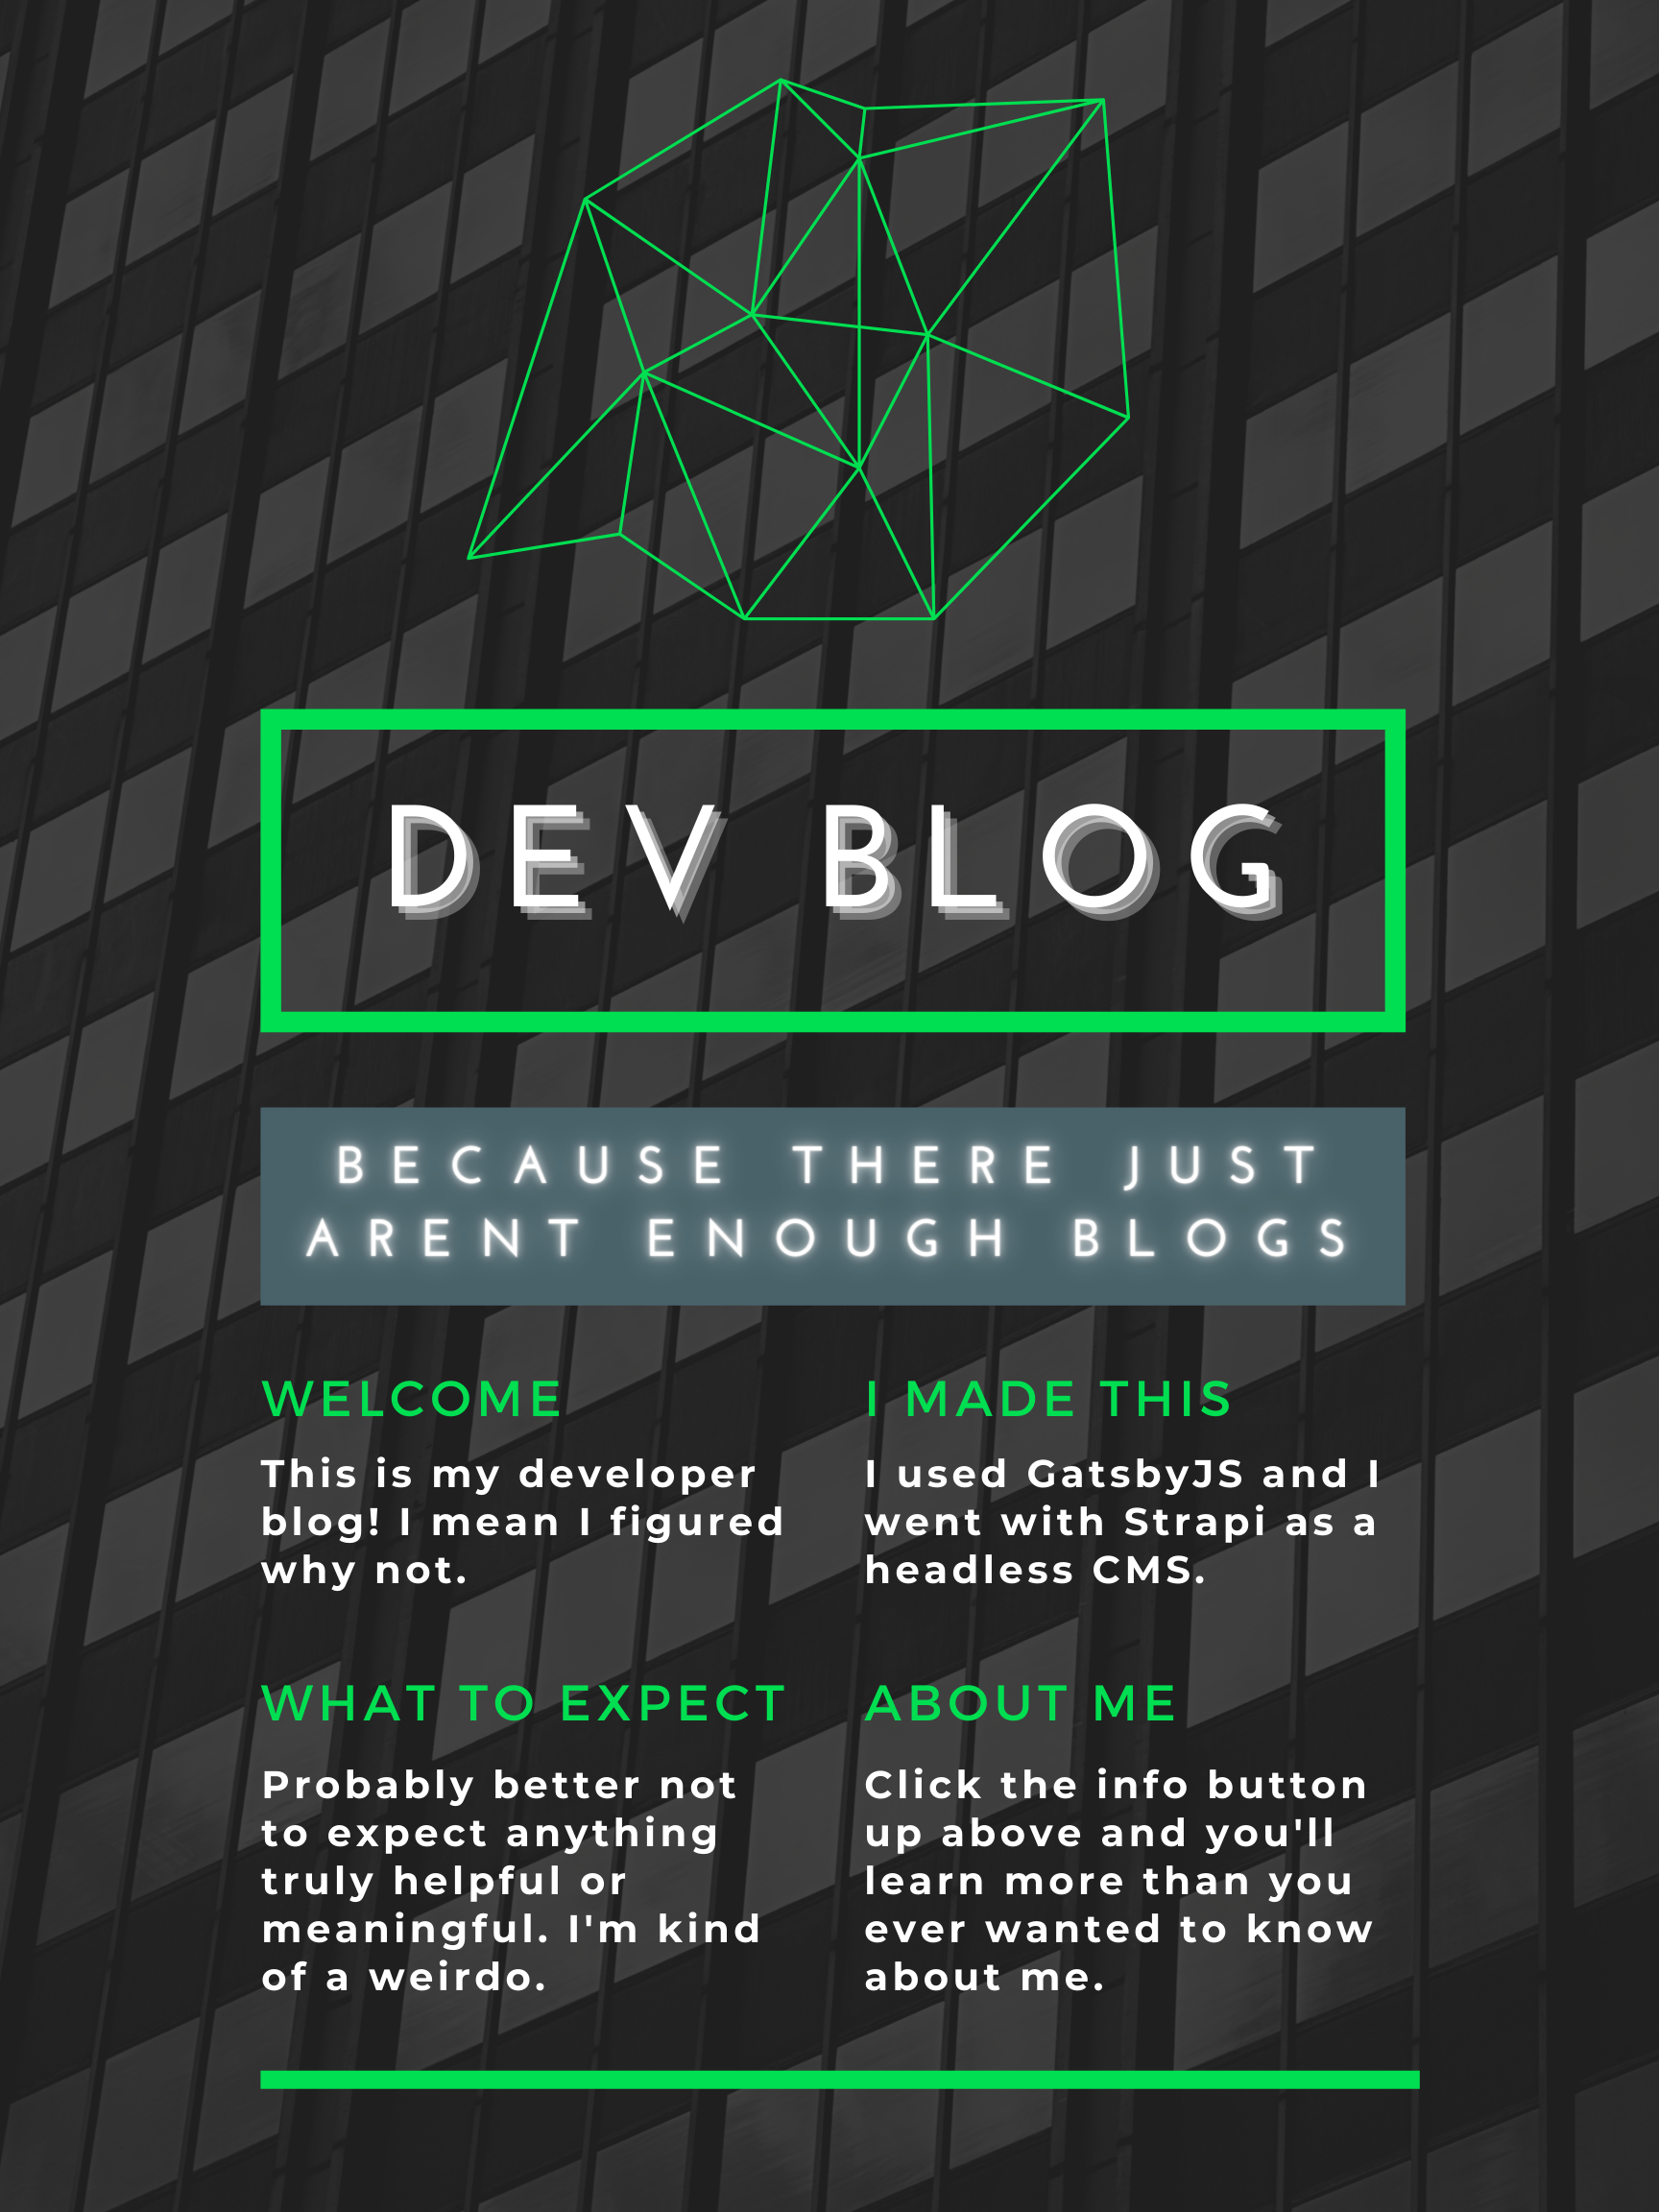 DEV BLOG
BECAUSE THERE JUST
ARENT ENOUGH BLOGS
WELCOME
This is my developer
blog! I mean I figured
why not.
I MADE THIS
I used GatsbyJS and I
went with Strapi as a
headless CMS.
WHAT TO EXPECT
Probably better not
to expect anything
truly helpful or
meaningful. I'm kind
of a weirdo.
ABOUT ME
Click the info button
up above and you'll
learn more than you
ever wanted to know
about me.